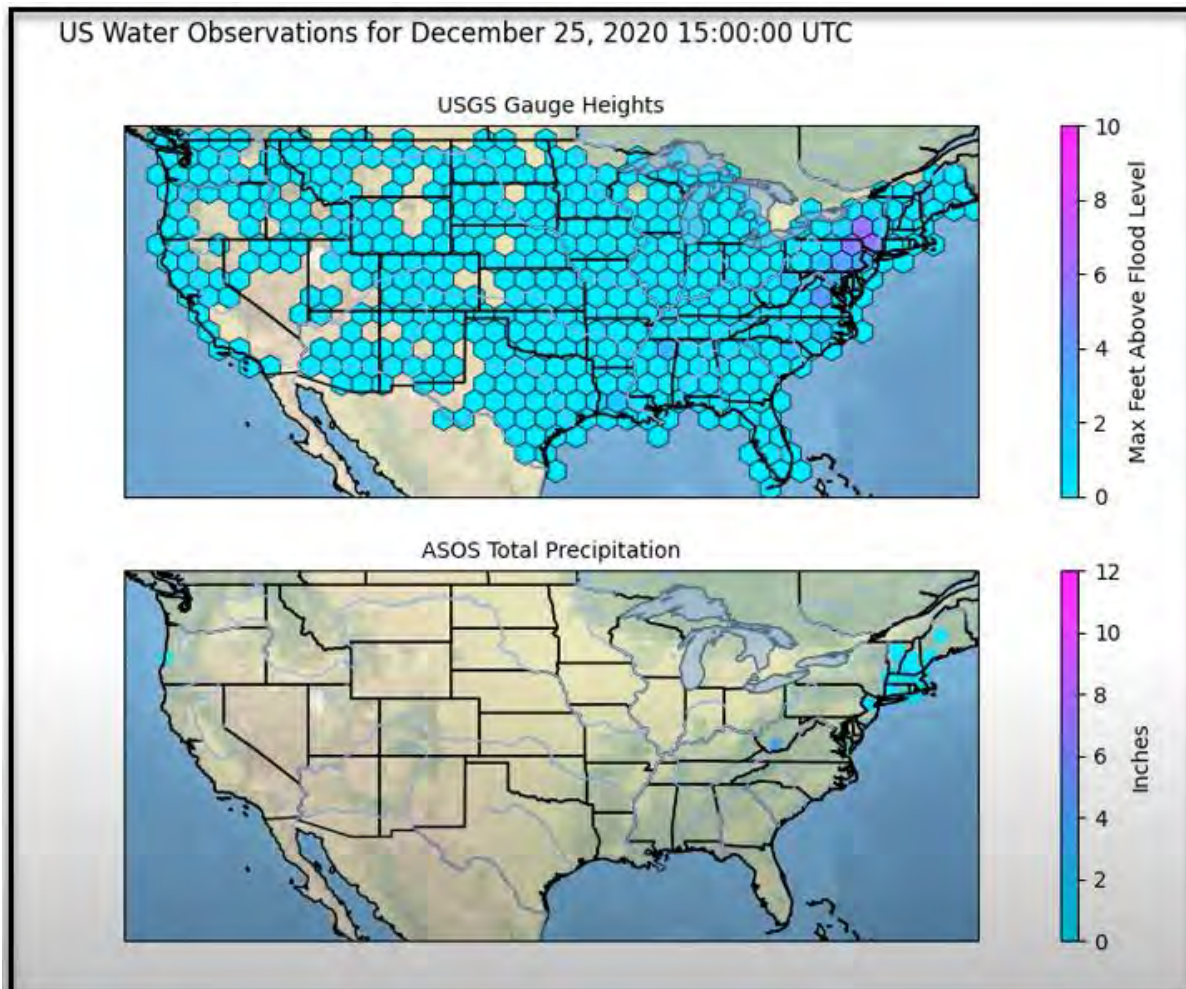 US Water Observations for December 25, 2020 15:00:00 UTC
USGS Gauge Heights
10
8
6
4
2
0
Max Feet Above Flood Level
ASOS Total Precipitation
12
10
8
6
4
2
0
Inches